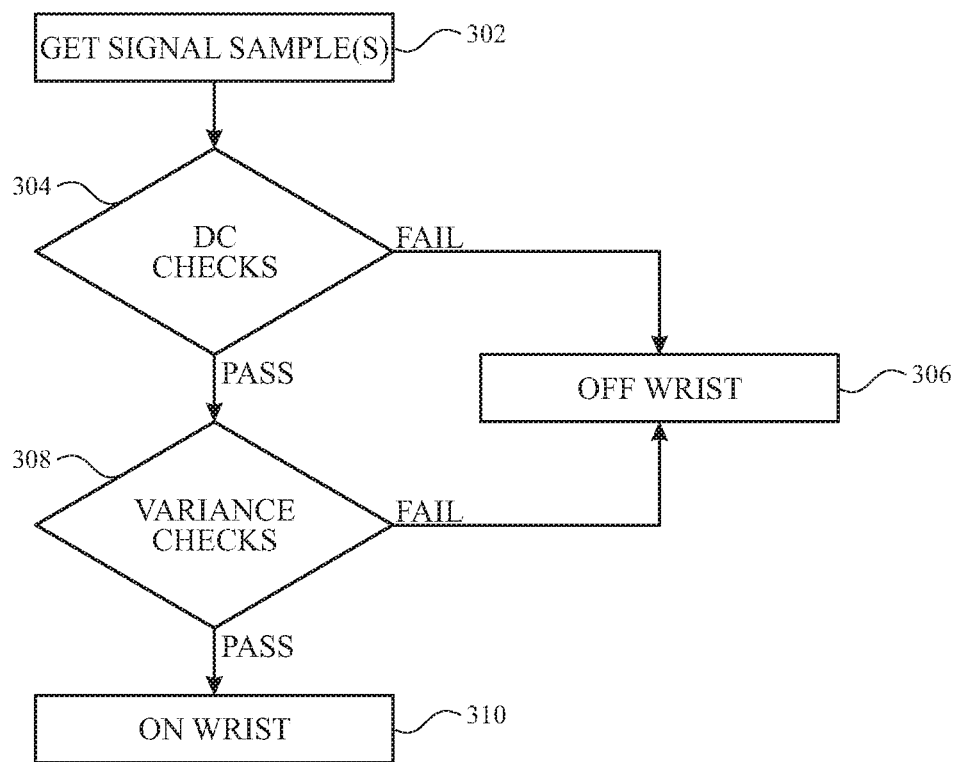 GET SIGNAL SAMPLE(S)
302
304
DC
CHECKS
FAIL
PASS
OFF WRIST
306
308
VARIANCE
CHECKS
FAIL
PASS
ON WRIST
310